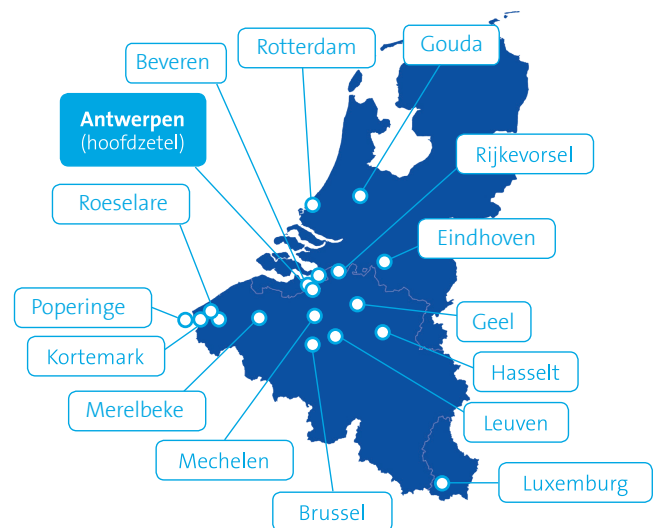 Rotterdam
Gouda
Beveren
Antwerpen
(hoofdzetel)
Rijkevorsel
Roeselare
Eindhoven
Poperinge
Geel
Kortemark
Hasselt
Merelbeke
Leuven
Mechelen
Luxemburg
Brussel